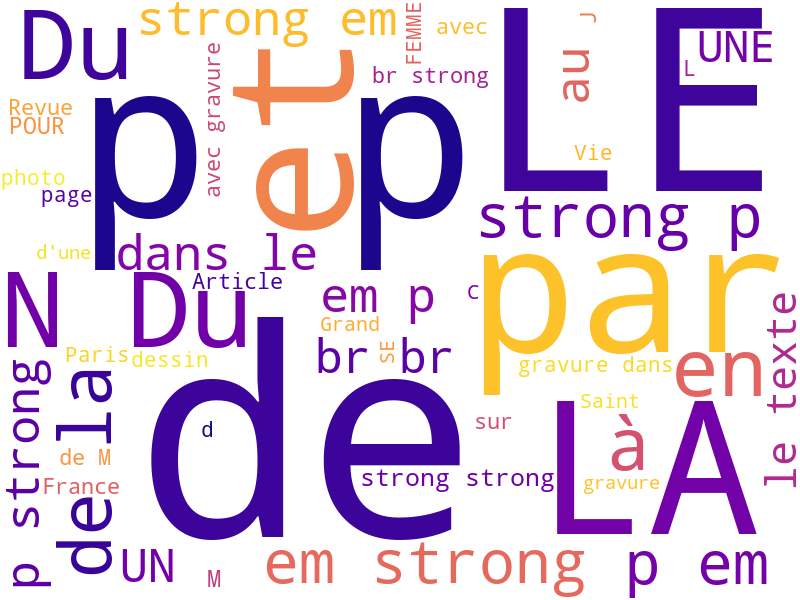 Du
strong em
FEMME
avec
J
LE
UNE
L
br strong
au
et
avec gravure
Revue
POUR
p p
Vie
photo
page
strong p
d'une
dans le
par
N Du
Article
em p
C
Grand
le texte
Paris
dessin
br br
SE
gravure dans
en
p strong
de la
de
d
Saint
sur
à
LA
de M
France
strong strong
gravure
UN
M
em strong
p em